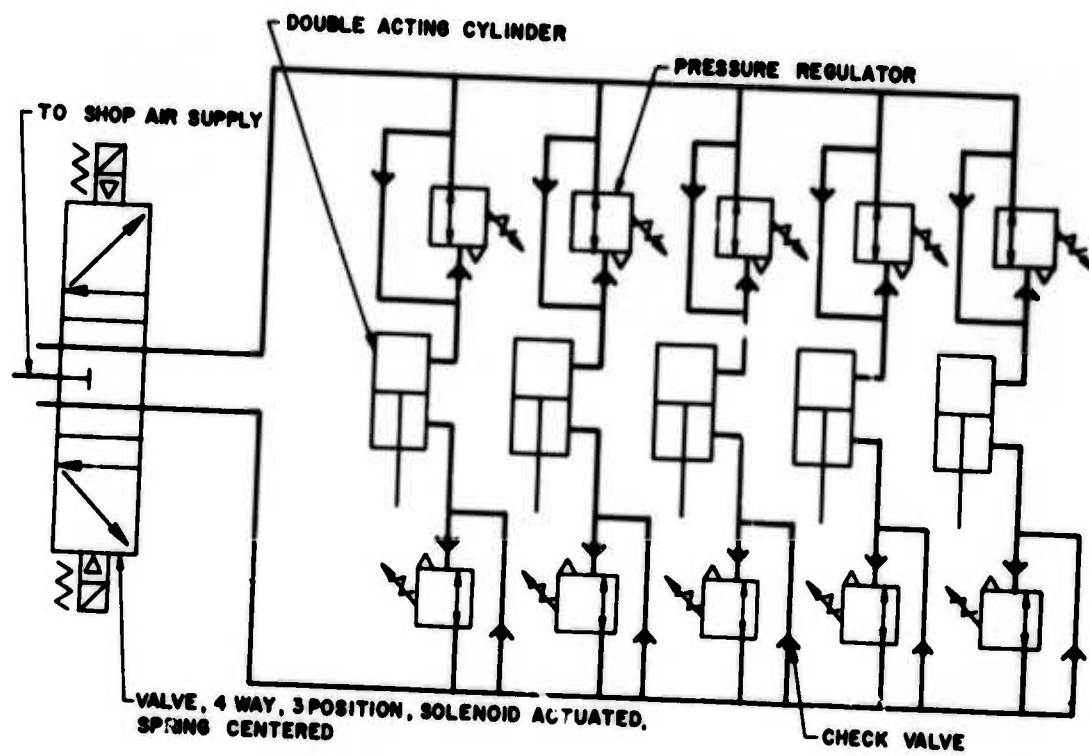 DOUBLE ACTING CYLINDER
PRESSURE REGULATOR
TO SHOP AIR SUPPLY
VALVE, 4 WAY, 3 POSITION, SOLENOID ACTUATED,
SPRING CENTERED
CHECK VALVE